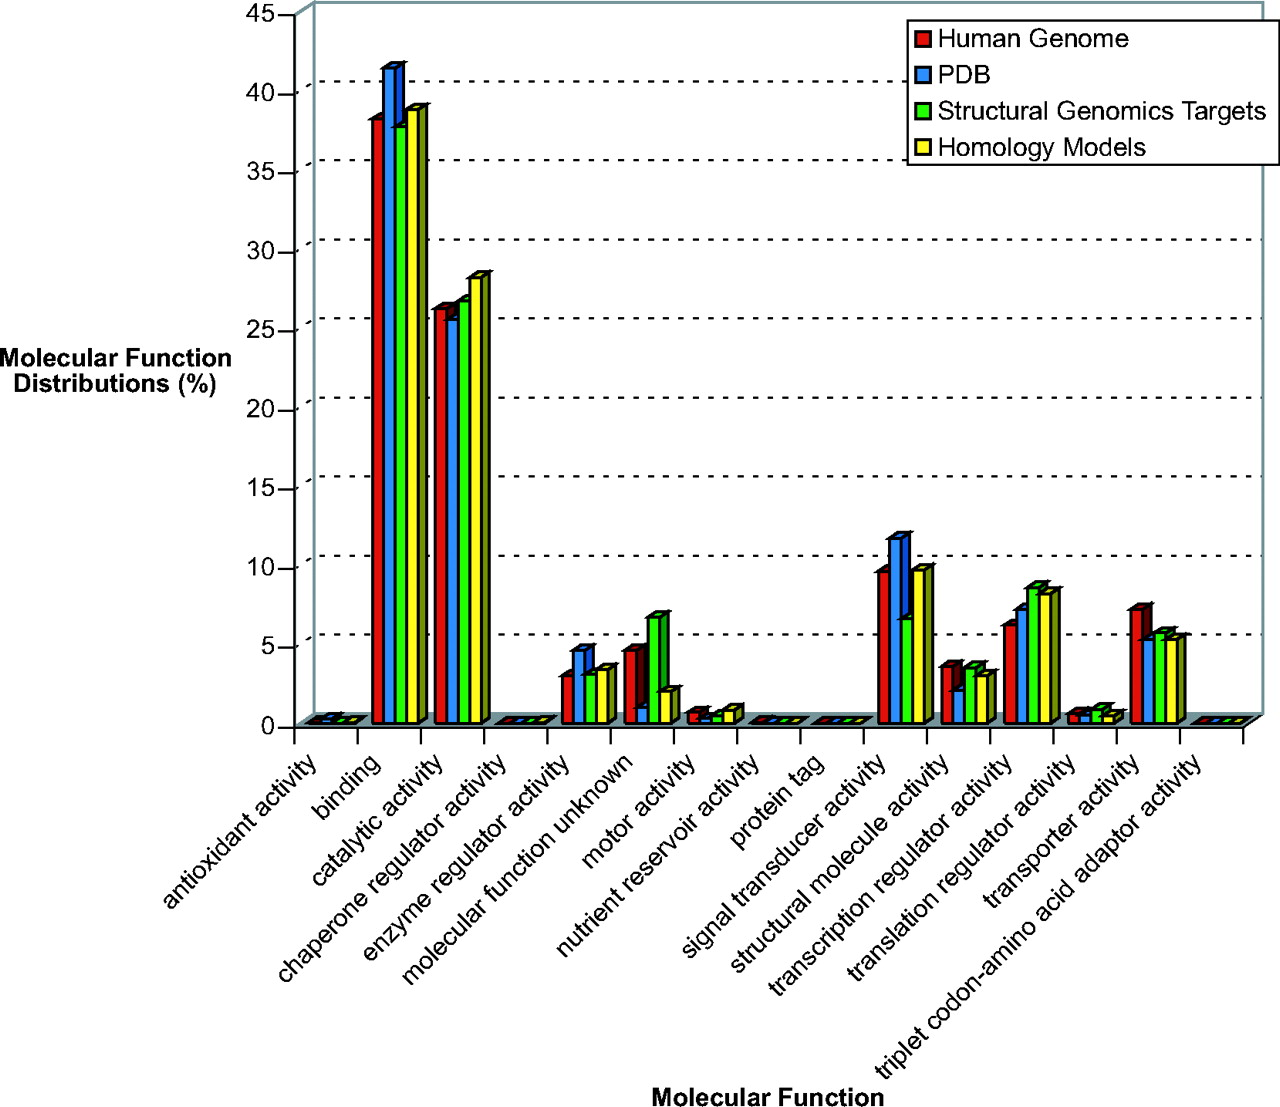 45
40
35
30
25
20
15
10
5
0
Molecular Function
Distributions (%)
Human Genome
PDB
Structural Genomics Targets
Homology Models
antioxidant activity
binding
catalytic activity
chaperone regulator activity
enzyme regulator activity
molecular function unknown
motor activity
nutrient reservoir activity
protein tag
signal transducer activity
structural molecule activity
transcription regulator activity
translation regulator activity
transporter activity
triplet codon-amino acid adaptor activity
Molecular Function